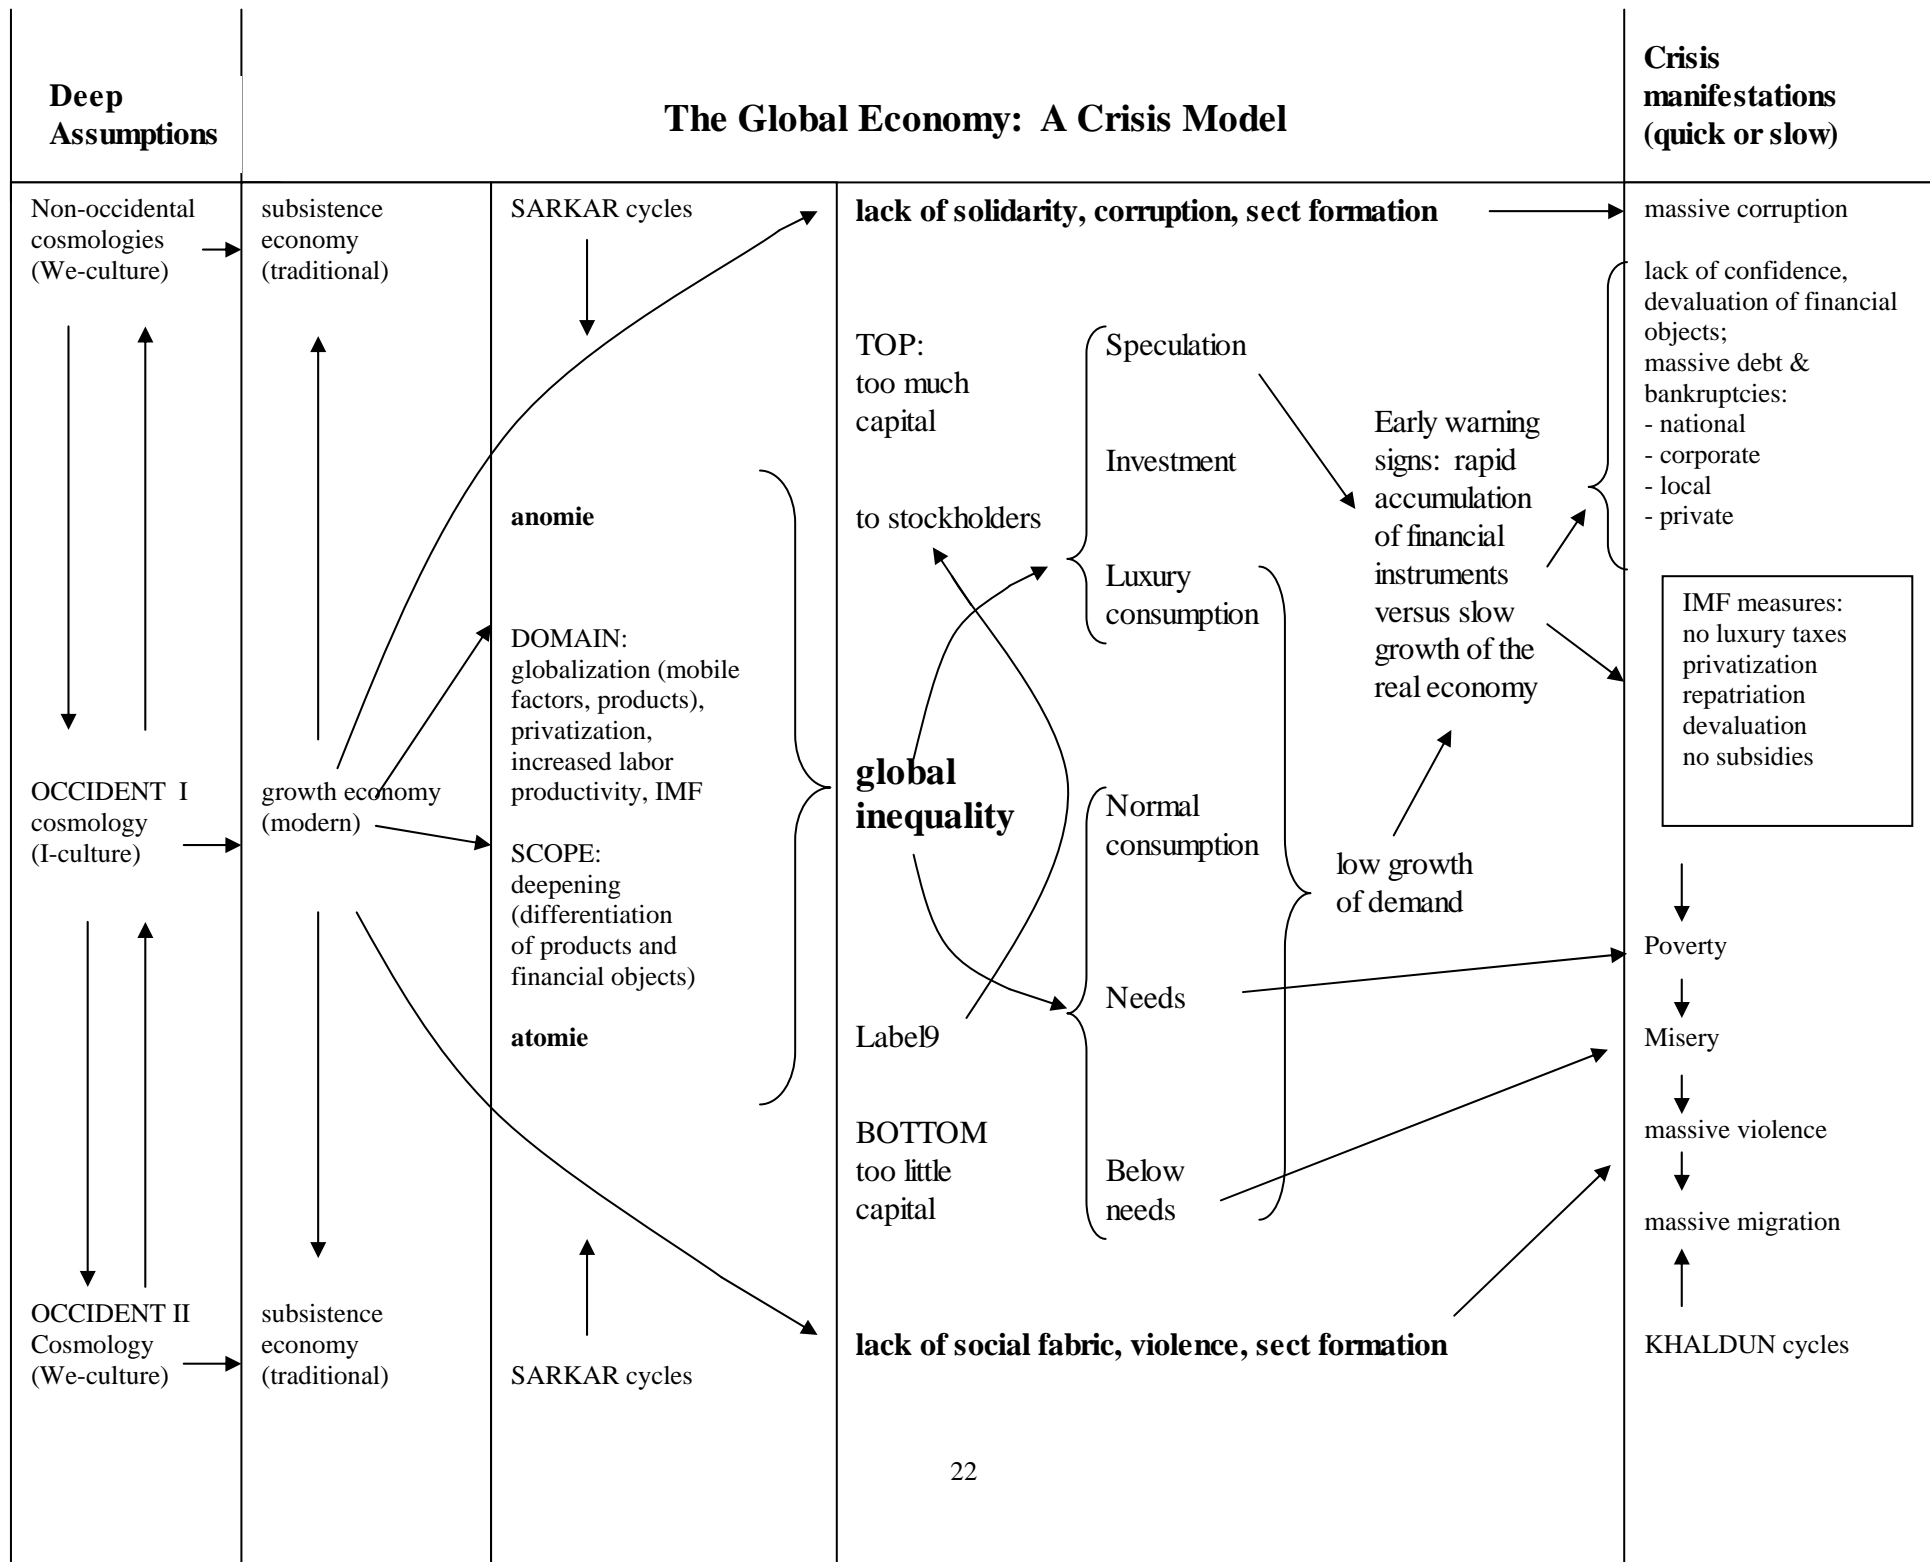 Deep
Assumptions
The Global Economy: A Crisis Model
Crisis
manifestations
(quick or slow)
Non-occidental
cosmologies
(We-culture)
OCCIDENT I
cosmology
(I-culture)
OCCIDENT II
Cosmology
(We-culture)
subsistence
economy
(traditional)
growth economy
(modern)
subsistence
economy
(traditional)
SARKAR cycles
anomie
DOMAIN:
globalization (mobile
factors, products),
privatization,
increased labor
productivity, IMF
SCOPE:
deepening
(differentiation
of products and
financial objects)
atomie
SARKAR cycles
lack of solidarity, corruption, sect formation
TOP:
too much
capital
to stockholders
global
inequality
Label9
BOTTOM
too little
capital
Speculation
Investment
Luxury
consumption
Normal
consumption
Needs
Below
needs
Early warning
signs: rapid
accumulation
of financial
instruments
versus slow
growth of the
real economy
low growth
of demand
lack of social fabric, violence, sect formation
massive corruption
lack of confidence,
devaluation of financial
objects;
massive debt &
bankruptcies:
- national
- corporate
- local
- private
IMF measures:
no luxury taxes
privatization
repatriation
devaluation
no subsidies
Poverty
Misery
massive violence
massive migration
KHALDUN cycles
22